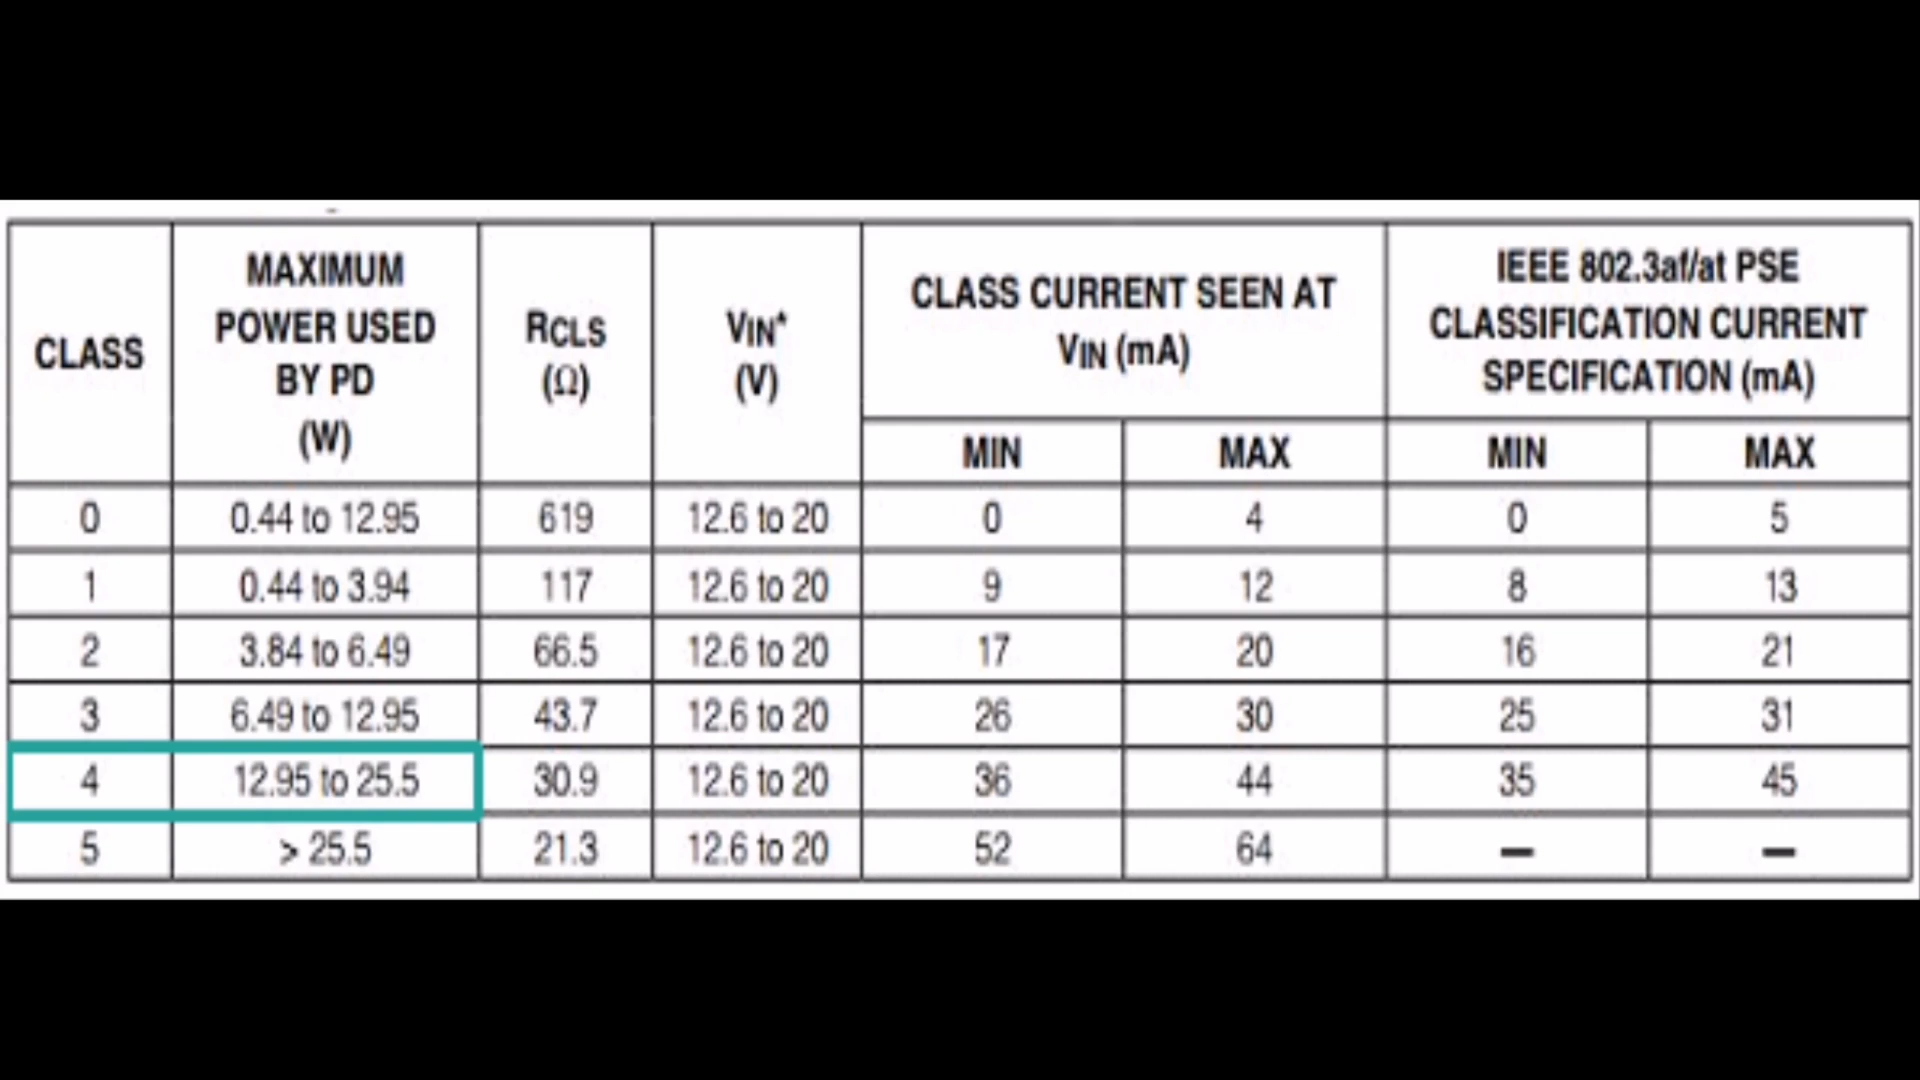 CLASS
MAXIMUM
POWER USED
BY PD
(W)
RCLS
(Ω)
VIN*
(V)
CLASS CURRENT SEEN AT
VIN (mA)
IEEE 802.3af/at PSE
CLASSIFICATION CURRENT
SPECIFICATION (mA)
MIN MAX MIN MAX
0 0.44 to 12.95 619 12.6 to 20 0 4 0 5
1 0.44 to 3.94 117 12.6 to 20 9 12 8 13
2 3.84 to 6.49 66.5 12.6 to 20 17 20 16 21
3 6.49 to 12.95 43.7 12.6 to 20 26 30 25 31
4 12.95 to 25.5 30.9 12.6 to 20 36 44 35 45
5 > 25.5 21.3 12.6 to 20 52 64 — —